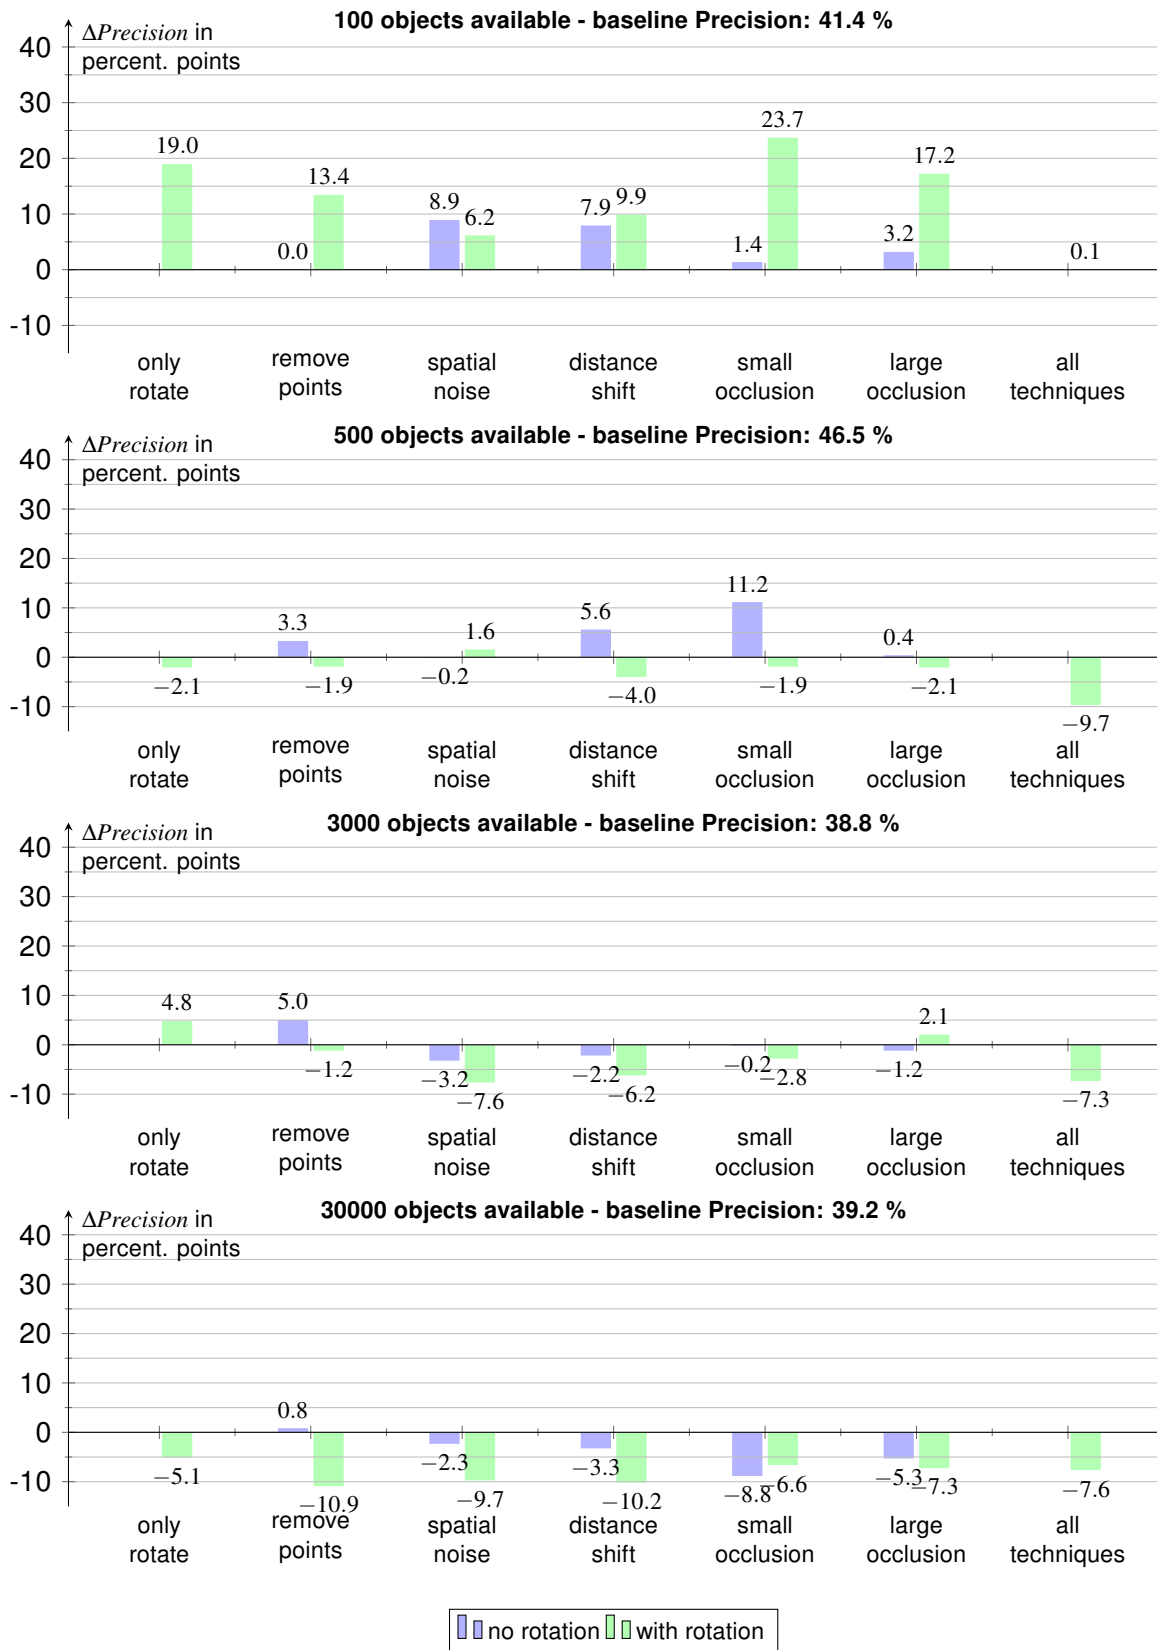 100 objects available - baseline Precision: 41.4 %
ΔPrecision in
percent. points
40
30
20
10
0
-10
19.0
0.0
13.4
8.9
6.2
7.9
9.9
1.4
23.7
3.2
17.2
0.1
only
rotate
remove
points
spatial
noise
distance
shift
small
occlusion
large
occlusion
all
techniques
500 objects available - baseline Precision: 46.5 %
ΔPrecision in
percent. points
40
30
20
10
0
-10
−2.1
3.3
−1.9
−0.2
1.6
5.6
−4.0
11.2
−1.9
0.4
−2.1
−9.7
only
rotate
remove
points
spatial
noise
distance
shift
small
occlusion
large
occlusion
all
techniques
3000 objects available - baseline Precision: 38.8 %
ΔPrecision in
percent. points
40
30
20
10
0
-10
4.8
5.0
−1.2
−3.2
−7.6
−2.2
−6.2
−0.2
−2.8
−1.2
2.1
−7.3
only
rotate
remove
points
spatial
noise
distance
shift
small
occlusion
large
occlusion
all
techniques
30000 objects available - baseline Precision: 39.2 %
ΔPrecision in
percent. points
40
30
20
10
0
-10
−5.1
0.8
−10.9
−2.3
−9.7
−3.3
−10.2
−8.8
−6.6
−5.3
−7.3
−7.6
only
rotate
remove
points
spatial
noise
distance
shift
small
occlusion
large
occlusion
all
techniques
no rotation with rotation